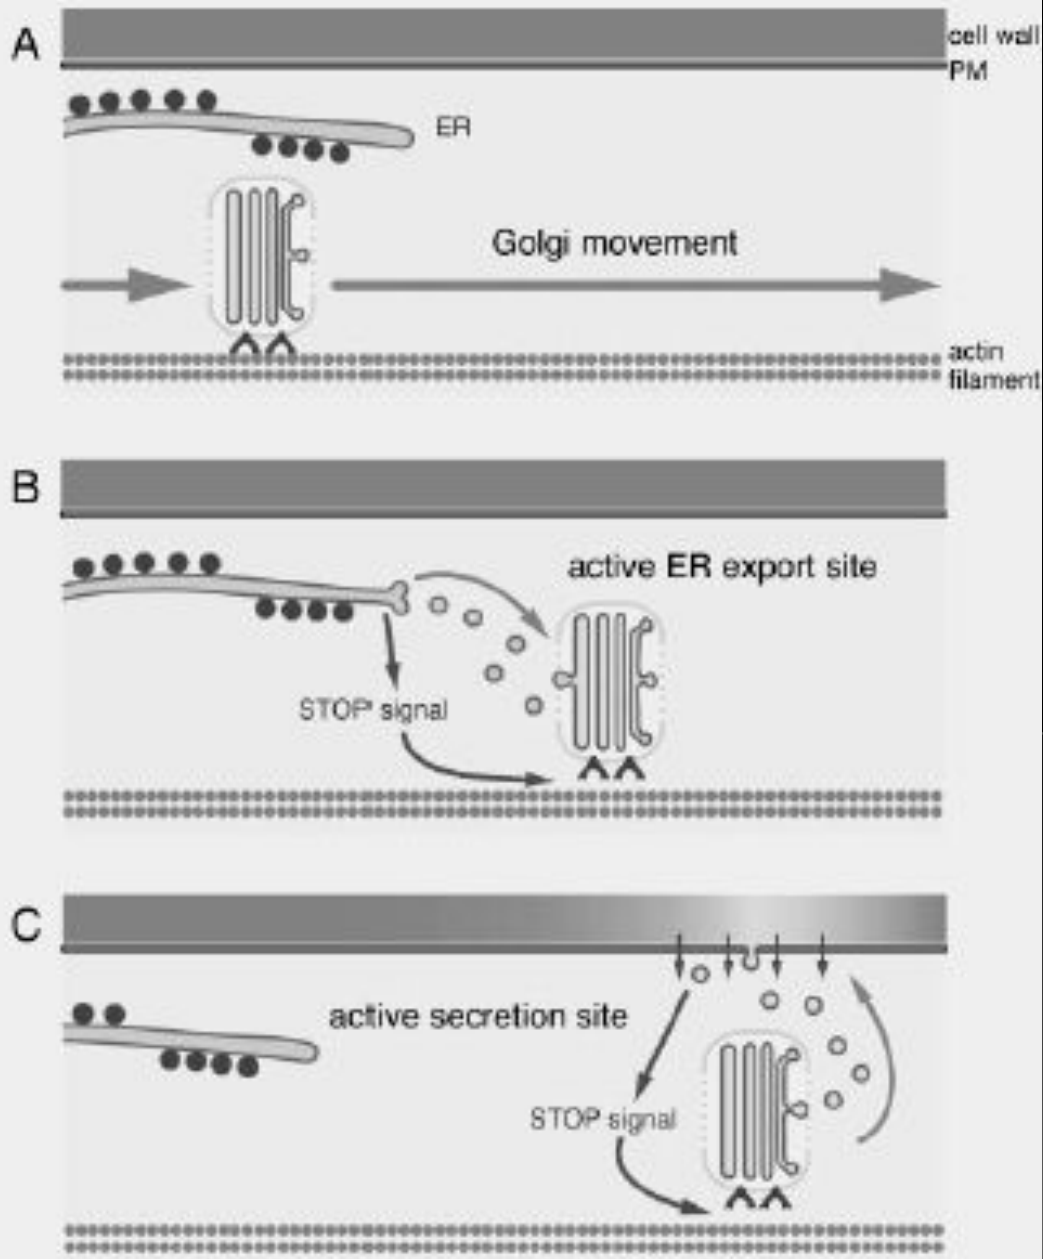 A
cell wall
PM
ER
Golgi movement
actin
filament
B
active ER export site
STOP' signal
C
active secretion site
STOP signal